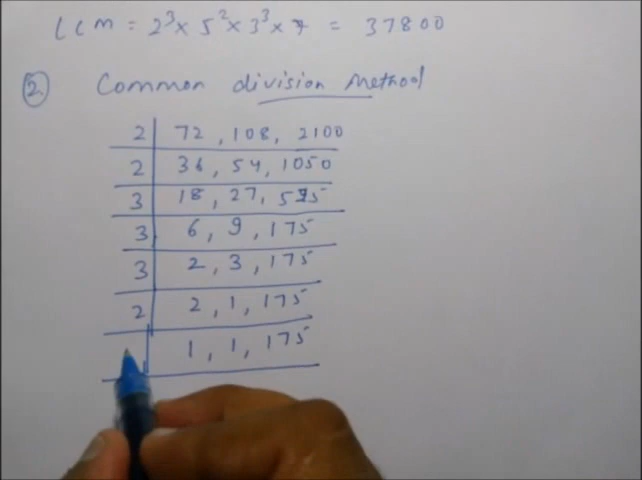 LCM = 2³ × 5² × 3³ × 7 = 37800
2. Common division Method
2 | 72 , 108 , 2100
2 | 36 , 54 , 1050
3 | 18 , 27 , 525
3 | 6 , 9 , 175
3 | 2 , 3 , 175
2 | 2 , 1 , 175
1 , 1 , 175